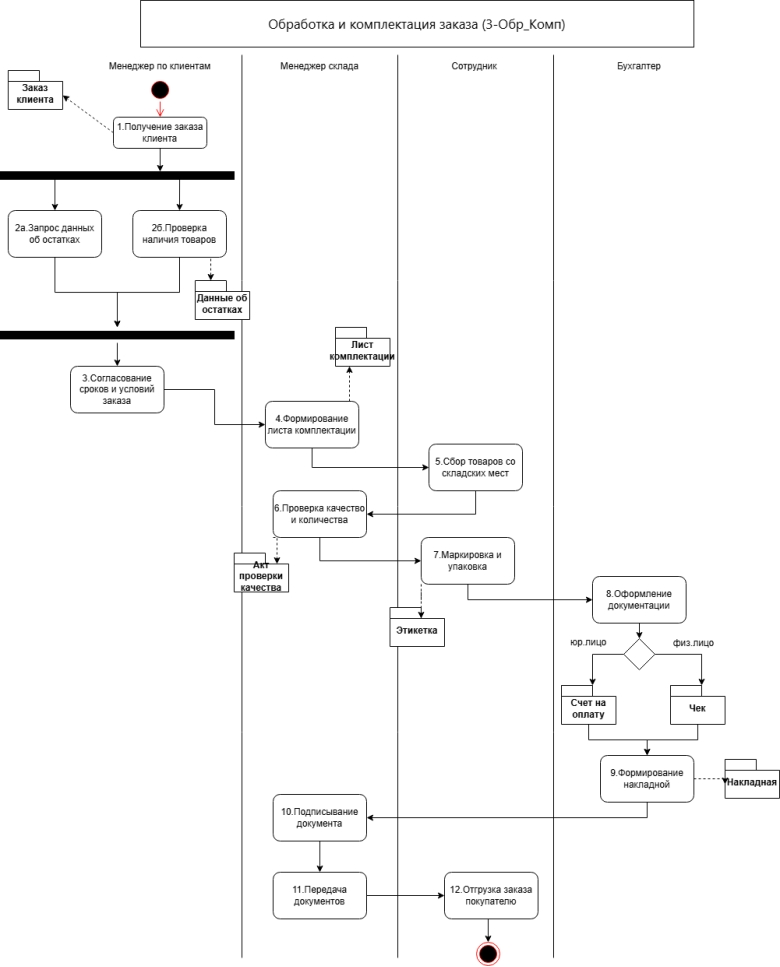 Обработка и комплектация заказа (3-Обр_Комп)
Менеджер по клиентам
Менеджер склада
Сотрудник
Бухгалтер
Заказ
клиента
1.Получение заказа
клиента
2а.Запрос данных
об остатках
2б.Проверка
наличия товаров
Данные об
остатках
Лист
комплектации
3.Согласование
сроков и условий
заказа
4.Формирование
листа комплектации
5.Сбор товаров со
складских мест
6.Проверка качество
и количества
7.Маркировка и
упаковка
Акт
проверки
качества
8.Оформление
документации
Этикетка
юр.лицо
физ.лицо
Счет на
оплату
Чек
9.Формирование
накладной
Накладная
10.Подписывание
документа
11.Передача
документов
12.Отгрузка заказа
покупателю